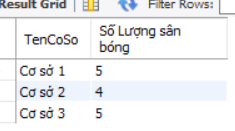 Result Grid Filter Rows:
TenCoSo Số Lượng sân bóng
Cơ sở 1 5
Cơ sở 2 4
Cơ sở 3 5